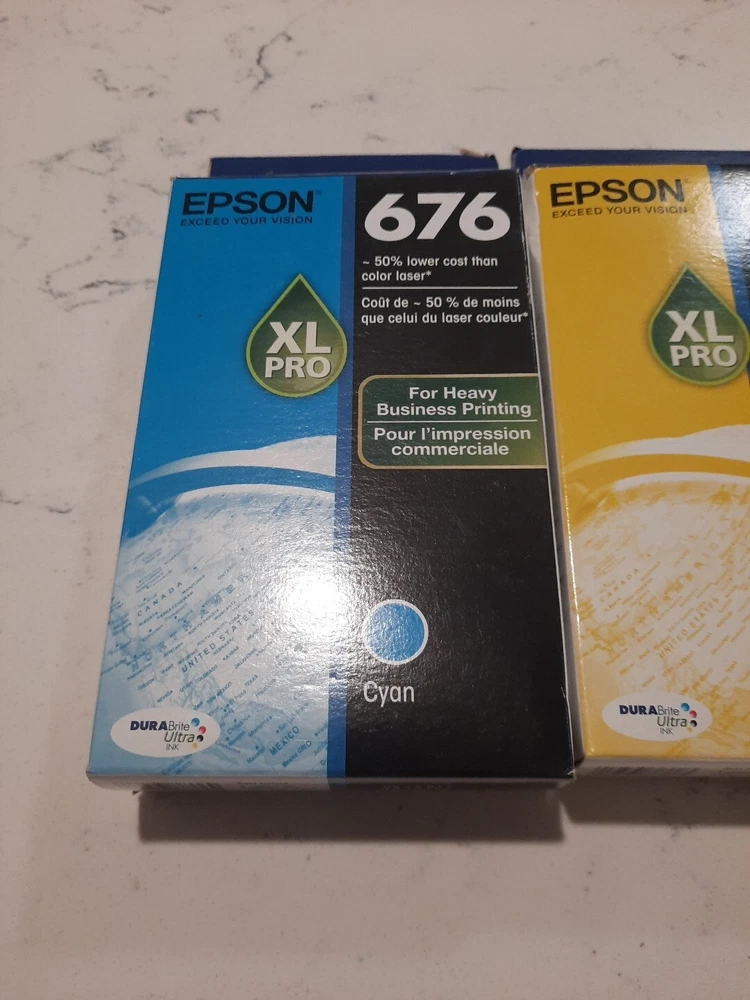 EPSON
EXCEED YOUR VISION
676
~ 50% lower cost than
color laser*
Coût de ~ 50 % de moins
que celui du laser couleur*
XL
PRO
For Heavy
Business Printing
Pour l'impression
commerciale
CANADA
UNITED STATES
MEXICO
Cyan
DURABrite
Ultra
INK
EPSON
EXCEED YOUR VISION
XL
PRO
UNITED STATES
DURABrite
Ultra
INK